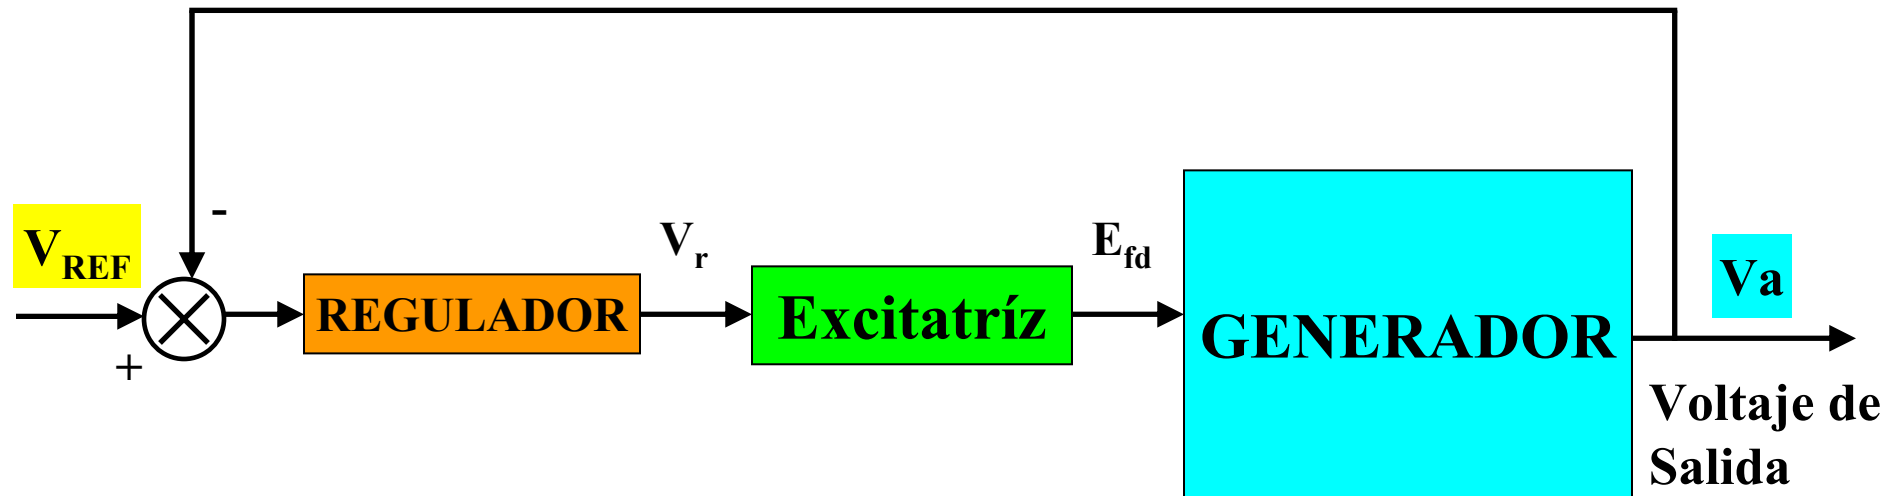 -
V_REF
+
REGULADOR
V_r
Excitatríz
E_fd
GENERADOR
Va
Voltaje de
Salida